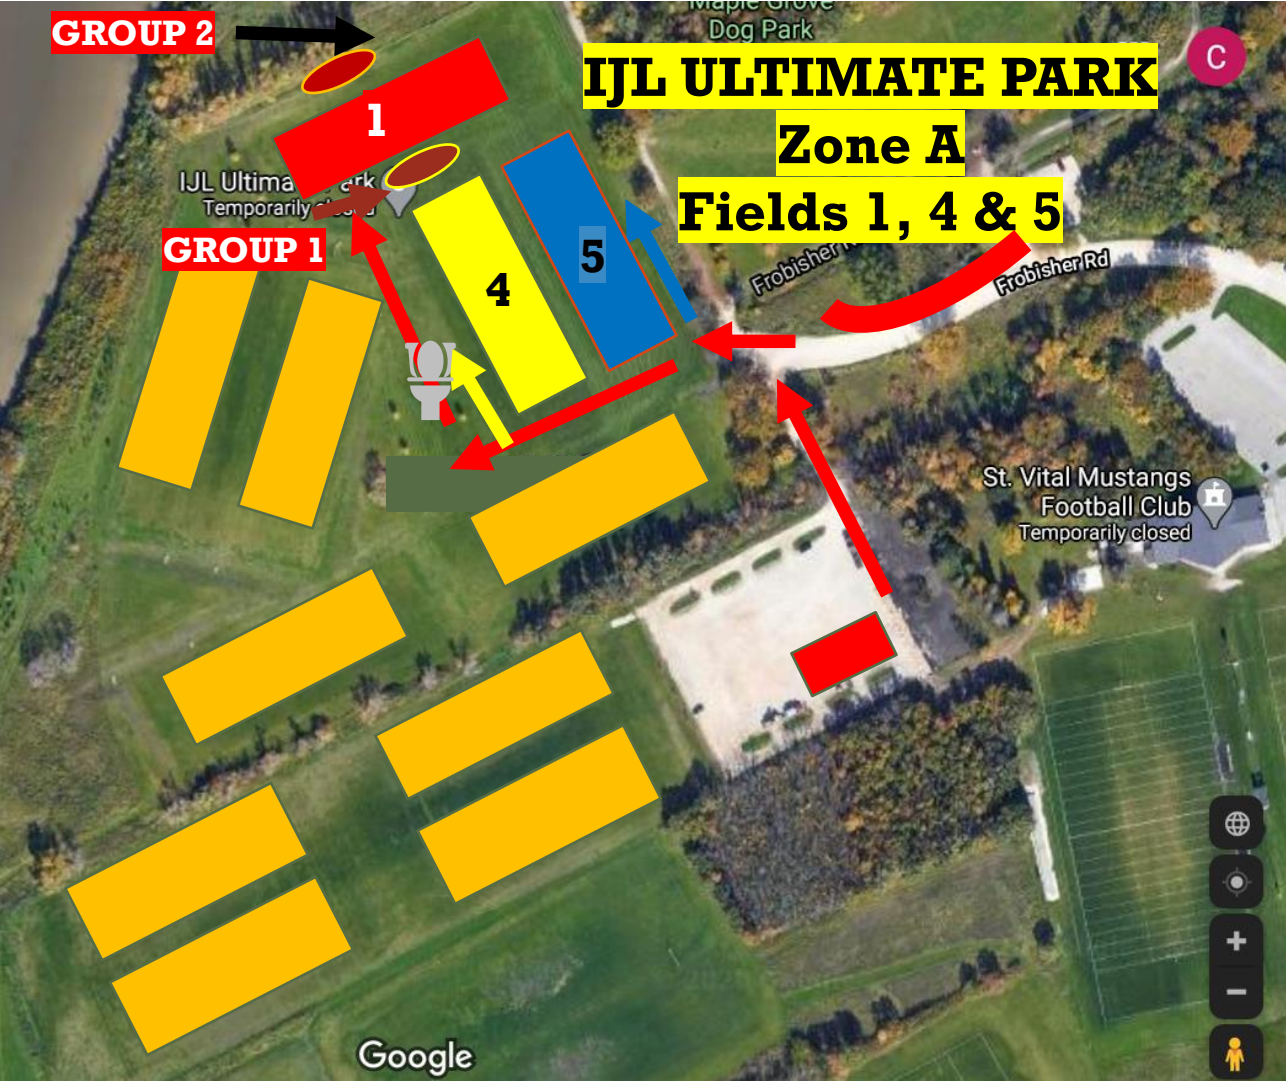 GROUP 2
Maple Grove
Dog Park
C
IJL ULTIMATE PARK
Zone A
Fields 1, 4 & 5
1
IJL Ultima
Temporarily
GROUP 1
5
4
Frobisher
Frobisher Rd
St. Vital Mustangs
Football Club
Temporarily closed
Google